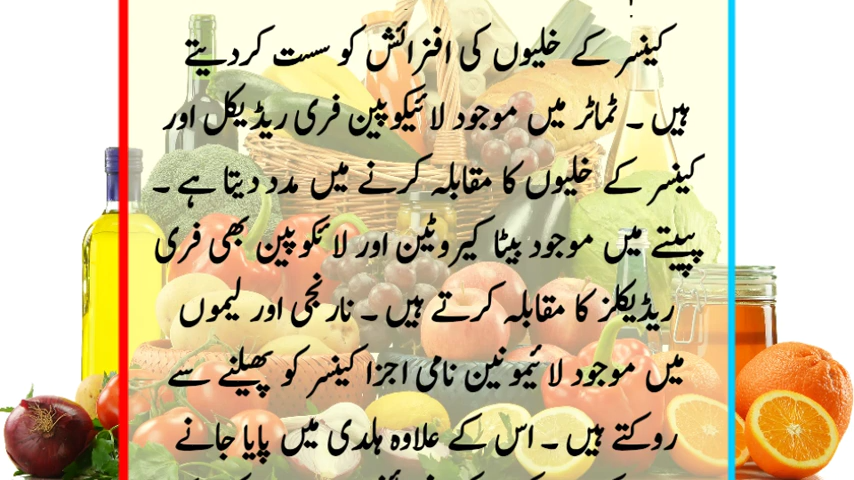 کینسر کے خلیوں کی افزائش کو سست کر دیتے
ہیں ۔ ٹماٹر میں موجود لائیکوپین فری ریڈیکل اور
کینسر کے خلیوں کا مقابلہ کرنے میں مدد دیتا ہے ۔
پپیتے میں موجود بیٹا کیروٹین اور لائکوپین بھی فری
ریڈیکلز کا مقابلہ کرتے ہیں ۔ نارنجی اور لیموں
میں موجود لائیمونین نامی اجزا کینسر کو پھیلنے سے
روکتے ہیں ۔ اس کے علاوہ ہلدی میں پایا جانے